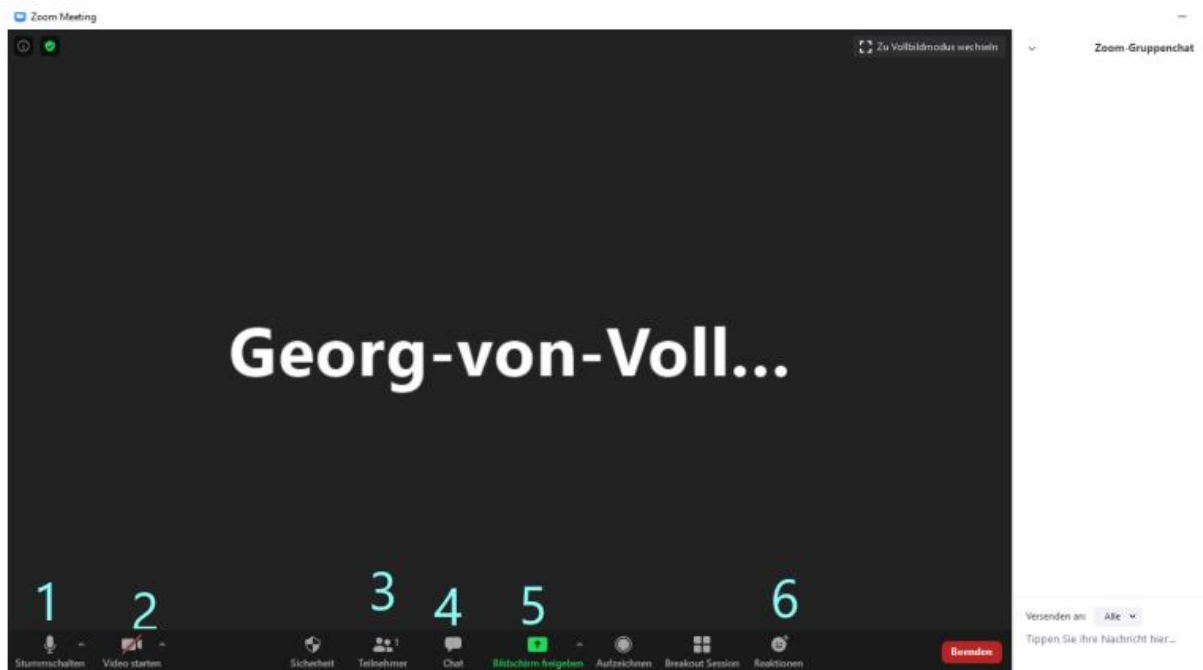 Zoom Meeting
Zu Vollbildmodus wechseln
Zoom-Gruppenchat
Georg-von-Voll...
1
2
3
4
5
6
Stummschalten
Video starten
Sicherheit
Teilnehmer
1
Chat
Bildschirm freigeben
Aufzeichnen
Breakout Session
Reaktionen
Beenden
Versenden an: Alle
Tippen Sie Ihre Nachricht hier...